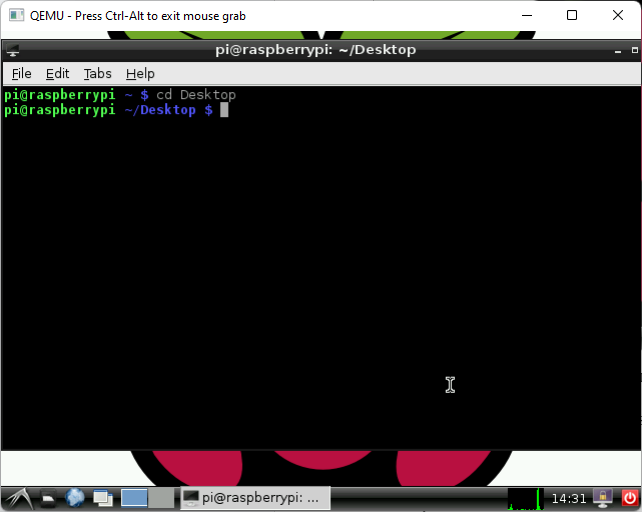 QEMU - Press Ctrl-Alt to exit mouse grab
pi@raspberrypi: ~/Desktop
File Edit Tabs Help
pi@raspberrypi ~ $ cd Desktop
pi@raspberrypi ~/Desktop $
pi@raspberrypi: ...
14:31